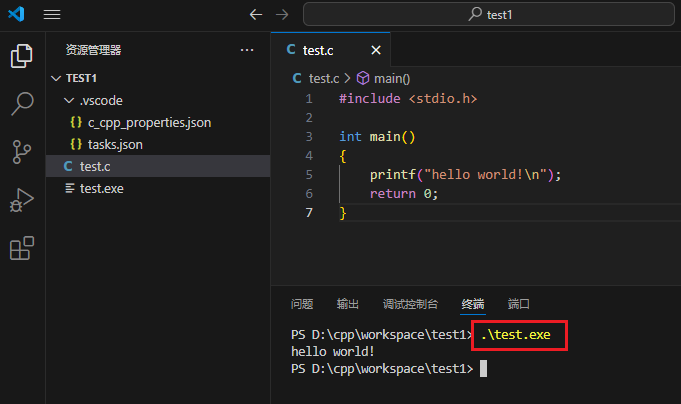 test1
资源管理器 ···
TEST1
.vscode
{} c_cpp_properties.json
{} tasks.json
C test.c
test.exe
C test.c
C test.c > main()
1 #include <stdio.h>
2
3 int main()
4 {
5     printf("hello world!\n");
6     return 0;
7 }
问题 输出 调试控制台 终端 端口
PS D:\cpp\workspace\test1> .\test.exe
hello world!
PS D:\cpp\workspace\test1>